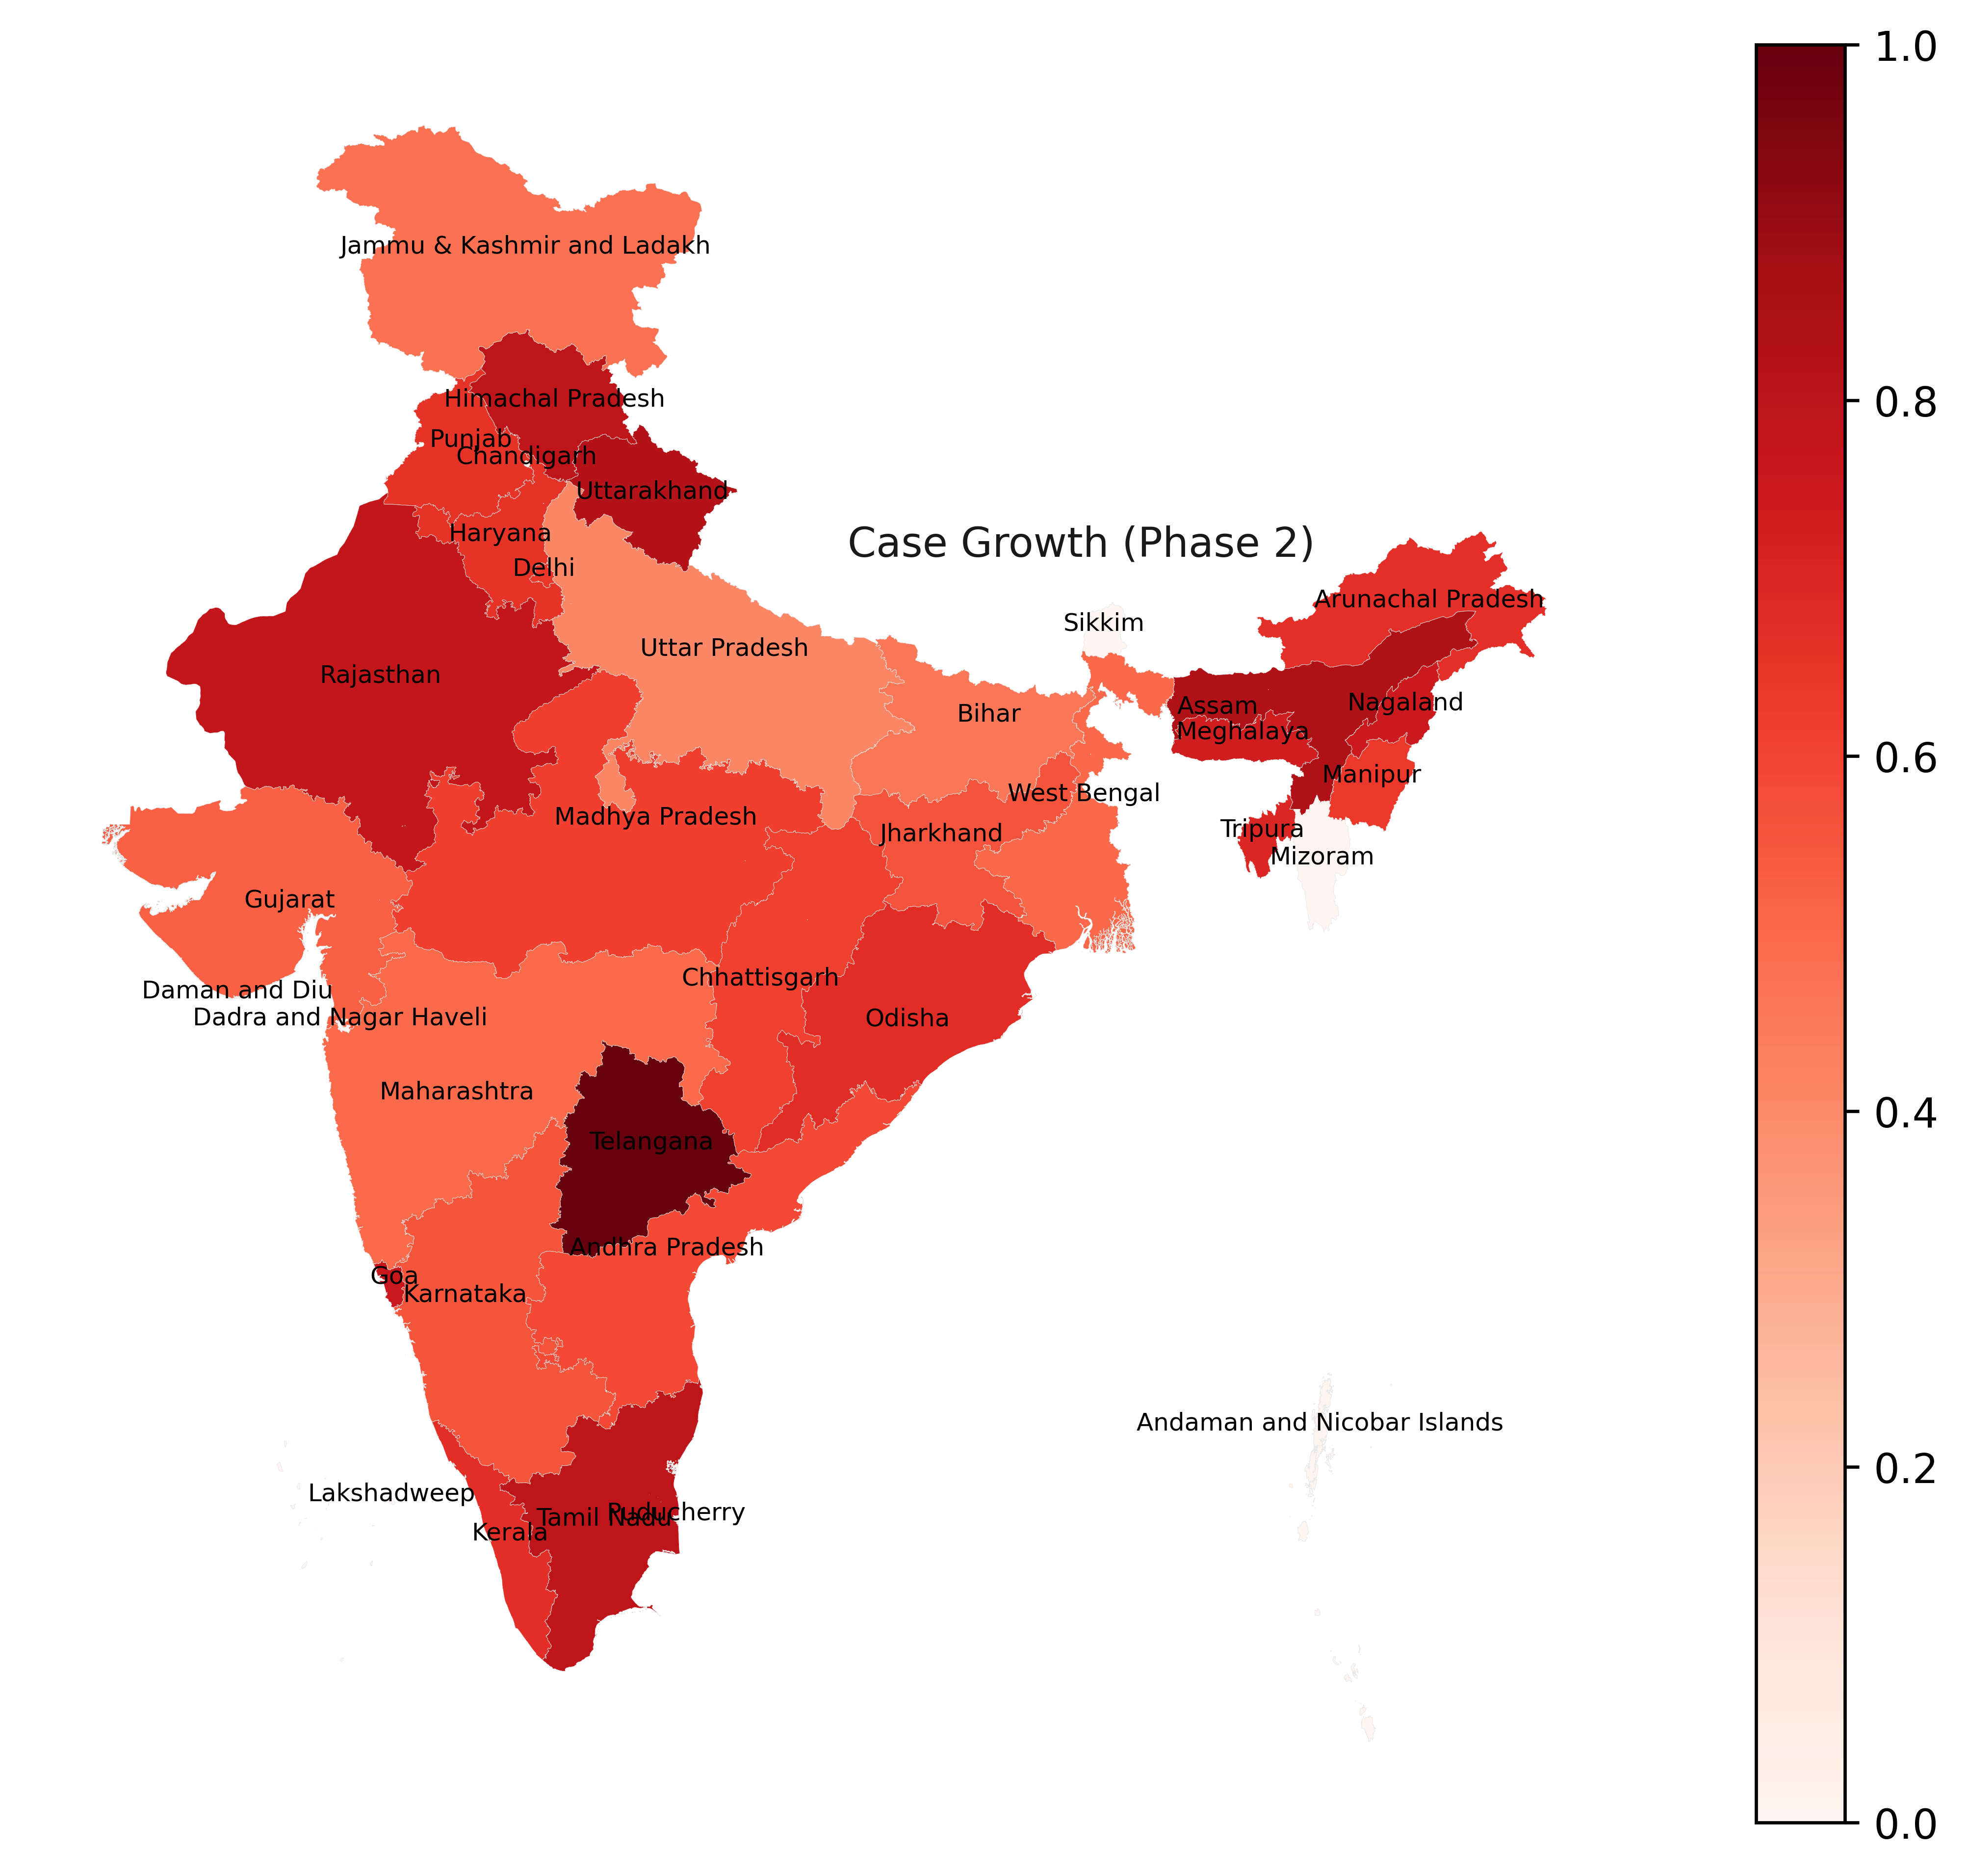 1.0
Jammu & Kashmir and Ladakh
Himachal Pradesh
0.8
Punjab
Chandigarh
Uttarakhand
Haryana
Case Growth (Phase 2)
Delhi
Arunachal Pradesh
Sikkim
Uttar Pradesh
Rajasthan
Nagaland
Assam
Bihar
Meghalaya
0.6
Manipur
West Bengal
Madhya Pradesh
Tripura
Jharkhand
Mizoram
Gujarat
Chhattisgarh
Daman and Diu
Dadra and Nagar Haveli
Odisha
Maharashtra
0.4
Telangana
Andhra Pradesh
Goa
Karnataka
Andaman and Nicobar Islands
0.2
Lakshadweep
Puducherry
Tamil Nadu
Kerala
0.0